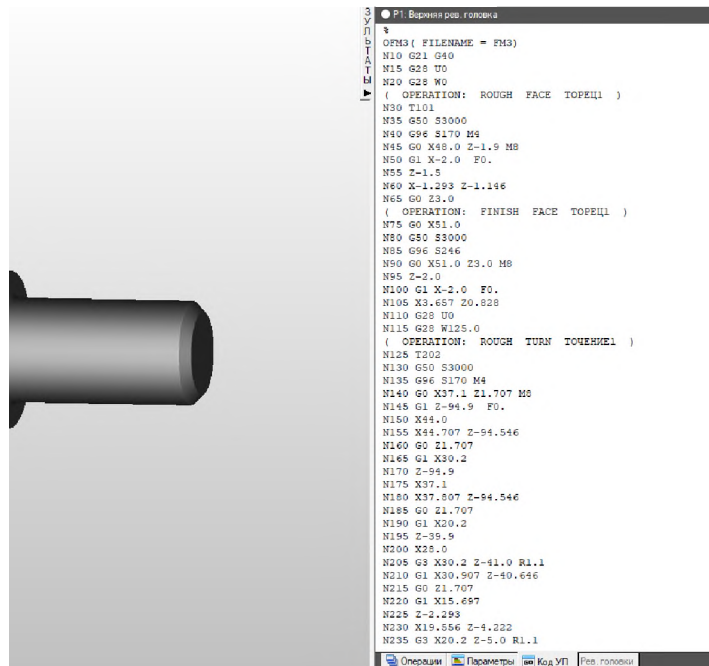 З
У
Л
Ь
Т
А
Т
Ы
P1: Верхняя рев. головка
%
OFM3( FILENAME = FM3)
N10 G21 G40
N15 G28 U0
N20 G28 W0
( OPERATION: ROUGH FACE ТОРЕЦ1 )
N30 T101
N35 G50 S3000
N40 G96 S170 M4
N45 G0 X48.0 Z-1.9 M8
N50 G1 X-2.0 F0.
N55 Z-1.5
N60 X-1.293 Z-1.146
N65 G0 Z3.0
( OPERATION: FINISH FACE ТОРЕЦ1 )
N75 G0 X51.0
N80 G50 S3000
N85 G96 S246
N90 G0 X51.0 Z3.0 M8
N95 Z-2.0
N100 G1 X-2.0 F0.
N105 X3.657 Z0.828
N110 G28 U0
N115 G28 W125.0
( OPERATION: ROUGH TURN ТОЧЕНИЕ1 )
N125 T202
N130 G50 S3000
N135 G96 S170 M4
N140 G0 X37.1 Z1.707 M8
N145 G1 Z-94.9 F0.
N150 X44.0
N155 X44.707 Z-94.546
N160 G0 Z1.707
N165 G1 X30.2
N170 Z-94.9
N175 X37.1
N180 X37.807 Z-94.546
N185 G0 Z1.707
N190 G1 X20.2
N195 Z-39.9
N200 X28.0
N205 G3 X30.2 Z-41.0 R1.1
N210 G1 X30.907 Z-40.646
N215 G0 Z1.707
N220 G1 X15.697
N225 Z-2.293
N230 X19.556 Z-4.222
N235 G3 X20.2 Z-5.0 R1.1
Операции Параметры Код УП Рев. головки